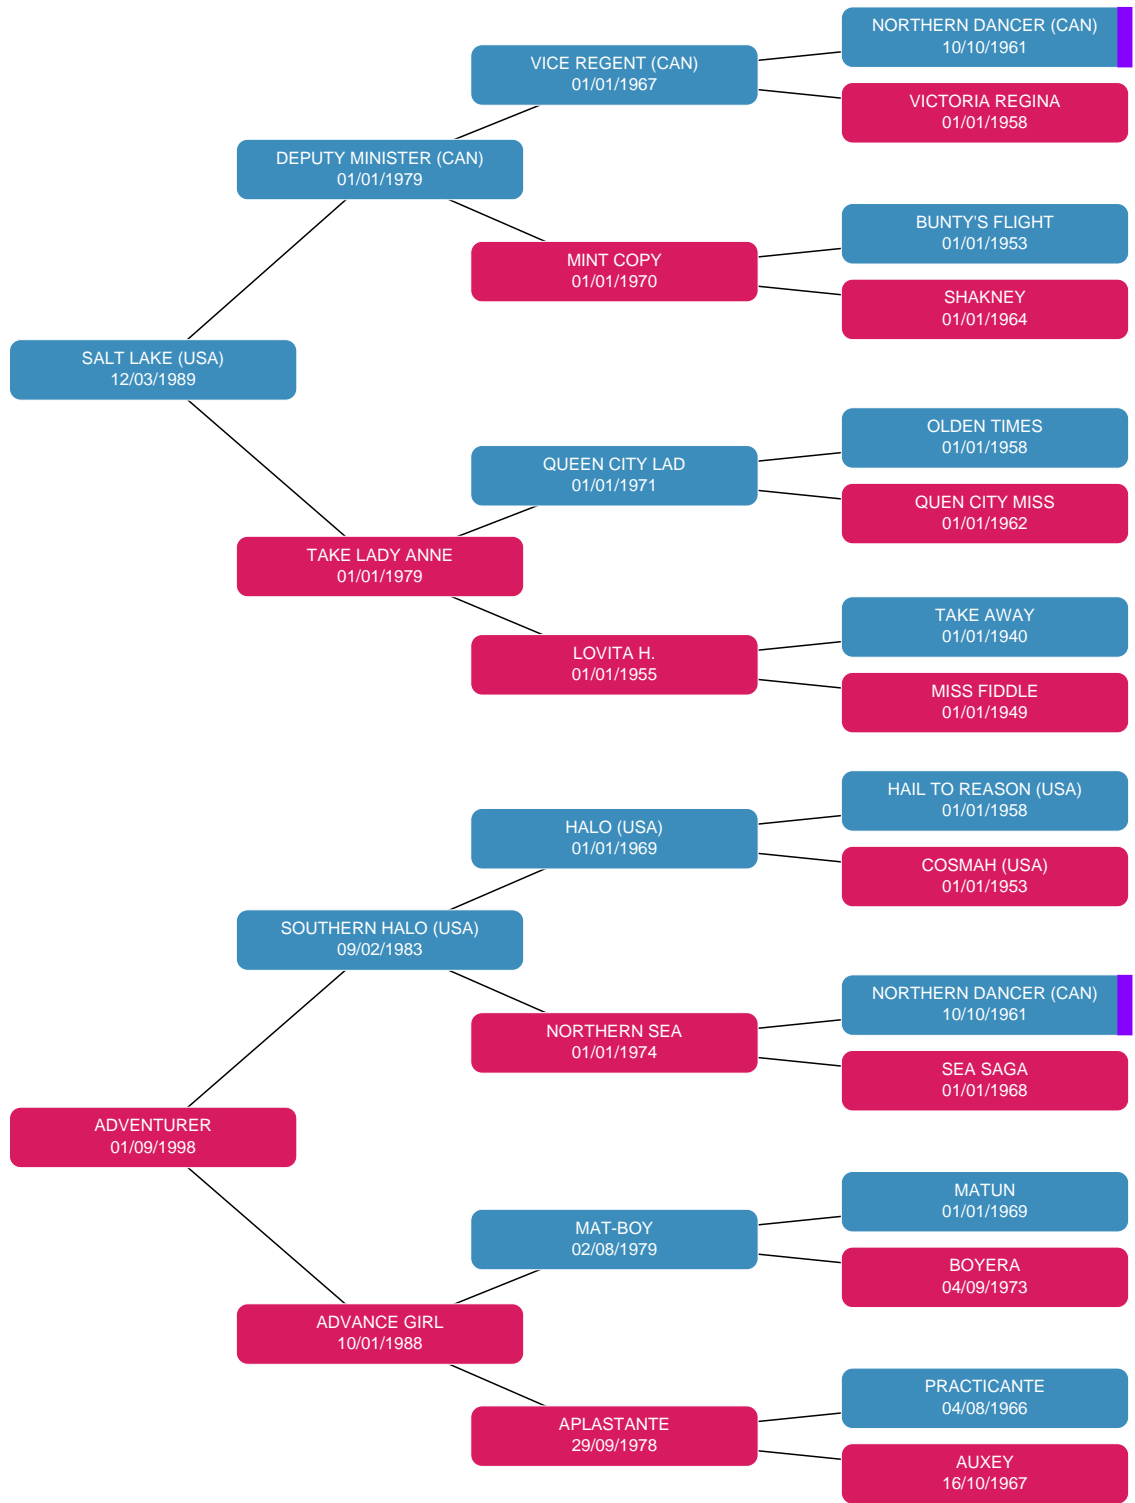 NORTHERN DANCER (CAN)
10/10/1961
VICE REGENT (CAN)
01/01/1967
VICTORIA REGINA
01/01/1958
DEPUTY MINISTER (CAN)
01/01/1979
BUNTY'S FLIGHT
01/01/1953
MINT COPY
01/01/1970
SHAKNEY
01/01/1964
SALT LAKE (USA)
12/03/1989
OLDEN TIMES
01/01/1958
QUEEN CITY LAD
01/01/1971
QUEN CITY MISS
01/01/1962
TAKE LADY ANNE
01/01/1979
TAKE AWAY
01/01/1940
LOVITA H.
01/01/1955
MISS FIDDLE
01/01/1949
HAIL TO REASON (USA)
01/01/1958
HALO (USA)
01/01/1969
COSMAH (USA)
01/01/1953
SOUTHERN HALO (USA)
09/02/1983
NORTHERN DANCER (CAN)
10/10/1961
NORTHERN SEA
01/01/1974
SEA SAGA
01/01/1968
ADVENTURER
01/09/1998
MATUN
01/01/1969
MAT-BOY
02/08/1979
BOYERA
04/09/1973
ADVANCE GIRL
10/01/1988
PRACTICANTE
04/08/1966
APLASTANTE
29/09/1978
AUXEY
16/10/1967